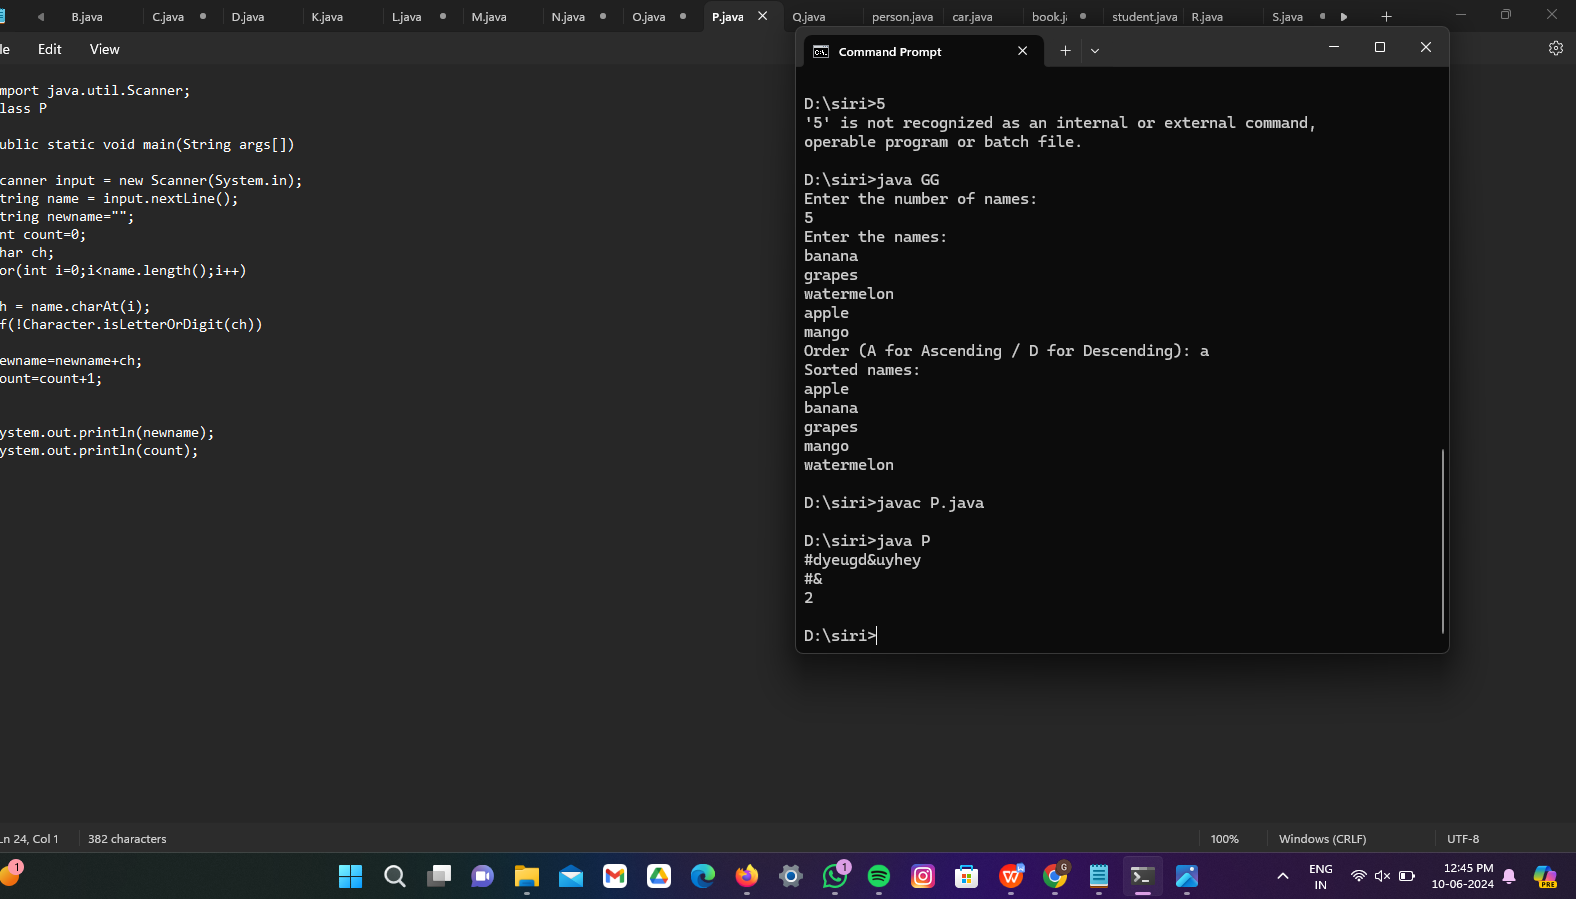 B.java C.java D.java K.java L.java M.java N.java O.java P.java Q.java person.java car.java book.j student.java R.java S.java
le Edit View
mport java.util.Scanner;
lass P
ublic static void main(String args[])
canner input = new Scanner(System.in);
tring name = input.nextLine();
tring newname="";
nt count=0;
har ch;
or(int i=0;i<name.length();i++)
h = name.charAt(i);
f(!Character.isLetterOrDigit(ch))
ewname=newname+ch;
ount=count+1;
ystem.out.println(newname);
ystem.out.println(count);
Command Prompt
D:\siri>5
'5' is not recognized as an internal or external command,
operable program or batch file.
D:\siri>java GG
Enter the number of names:
5
Enter the names:
banana
grapes
watermelon
apple
mango
Order (A for Ascending / D for Descending): a
Sorted names:
apple
banana
grapes
mango
watermelon
D:\siri>javac P.java
D:\siri>java P
#dyeugd&uyhey
#&
2
D:\siri>
Ln 24, Col 1 382 characters 100% Windows (CRLF) UTF-8
1
1
W
G
ENG
IN
12:45 PM
10-06-2024
PRE